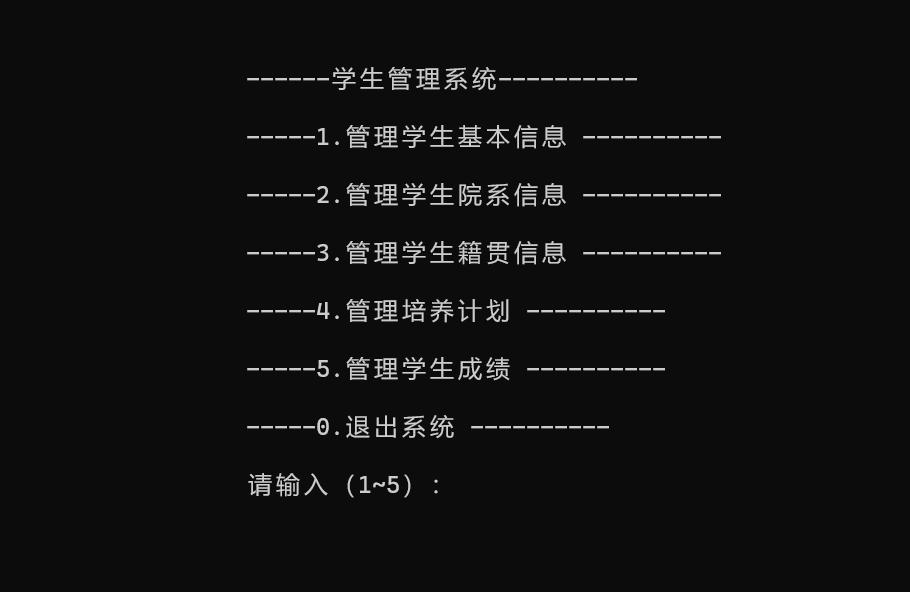 ------学生管理系统----------
-----1.管理学生基本信息 ----------
-----2.管理学生院系信息 ----------
-----3.管理学生籍贯信息 ----------
-----4.管理培养计划 ----------
-----5.管理学生成绩 ----------
-----0.退出系统 ----------
请输入（1~5）: